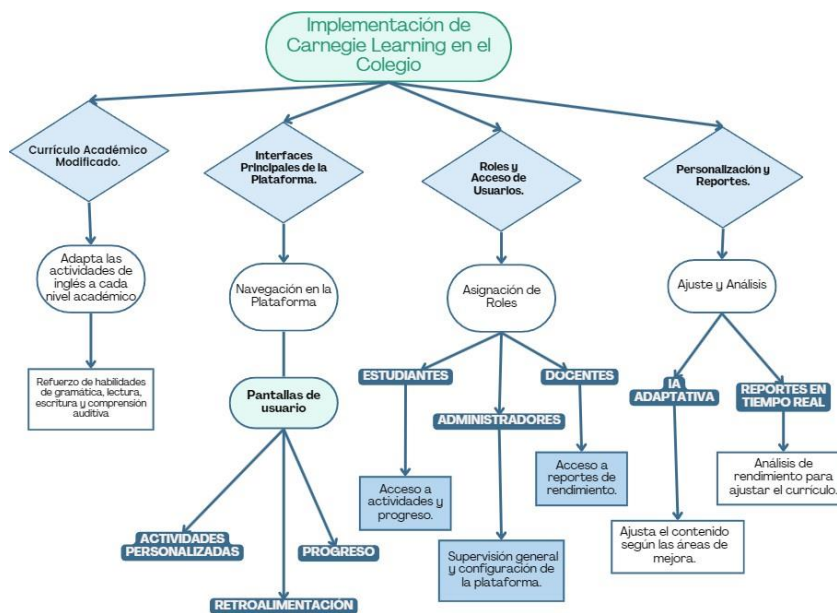 Implementación de
Carnegie Learning en el
Colegio
Currículo Académico
Modificado.
Interfaces
Principales de la
Plataforma.
Roles y
Acceso de
Usuarios.
Personalización y
Reportes.
Adapta las
actividades de
inglés a cada
nivel académico.
Navegación en la
Plataforma
Asignación de
Roles
Ajuste y Análisis
Refuerzo de habilidades
de gramática, lectura,
escritura y comprensión
auditiva
Pantallas de
usuario
ESTUDIANTES
DOCENTES
ADMINISTRADORES
IA
ADAPTATIVA
REPORTES EN
TIEMPO REAL
Acceso a
actividades y
progreso.
Acceso a
reportes de
rendimiento.
Análisis de
rendimiento para
ajustar el currículo.
ACTIVIDADES
PERSONALIZADAS
PROGRESO
RETROALIMENTACIÓN
Supervisión general
y configuración de
la plataforma.
Ajusta el contenido
según las áreas de
mejora.